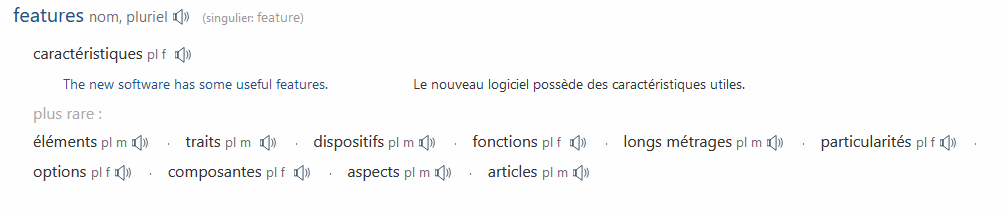 features nom, pluriel (singulier: feature)
caractéristiques pl f
The new software has some useful features. Le nouveau logiciel possède des caractéristiques utiles.
plus rare :
éléments pl m · traits pl m · dispositifs pl m · fonctions pl f · longs métrages pl m · particularités pl f ·
options pl f · composantes pl f · aspects pl m · articles pl m